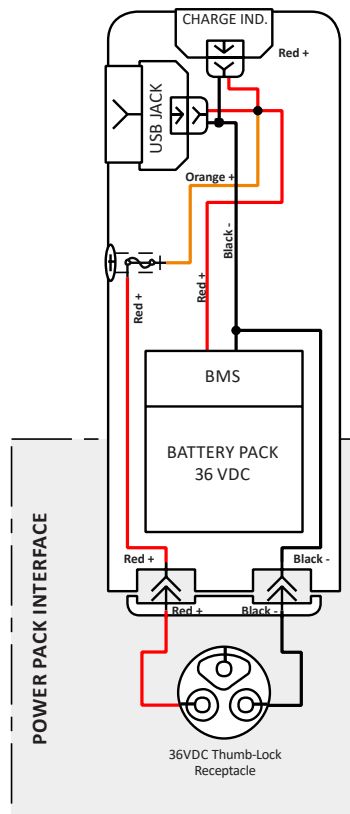 CHARGE IND.
Red +
USB JACK
Orange +
Black -
Red +
Red +
BMS
BATTERY PACK
36 VDC
POWER PACK INTERFACE
Red +
Black -
Red +
Black -
36VDC Thumb-Lock
Receptacle